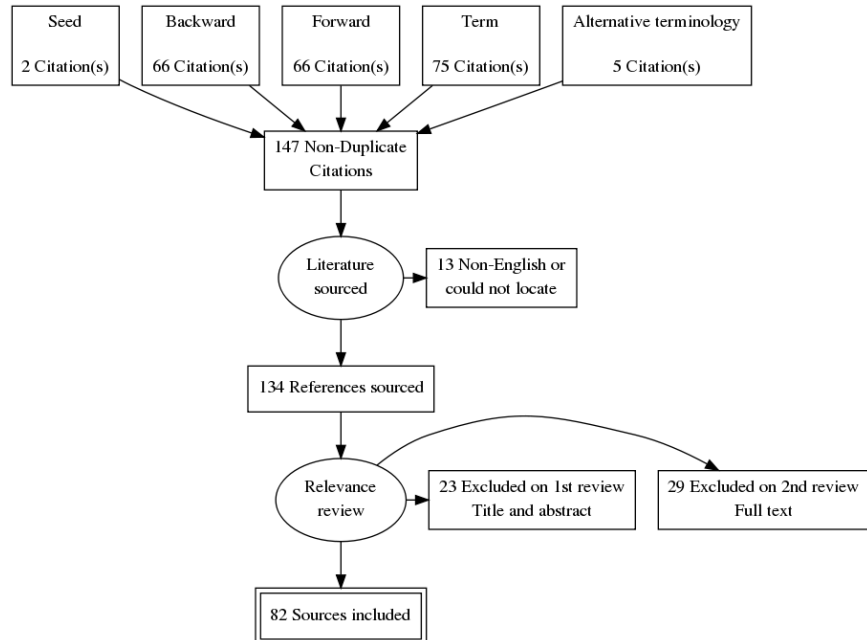 Seed
2 Citation(s)
Backward
66 Citation(s)
Forward
66 Citation(s)
Term
75 Citation(s)
Alternative terminology
5 Citation(s)
147 Non-Duplicate
Citations
Literature
sourced
13 Non-English or
could not locate
134 References sourced
Relevance
review
23 Excluded on 1st review
Title and abstract
29 Excluded on 2nd review
Full text
82 Sources included